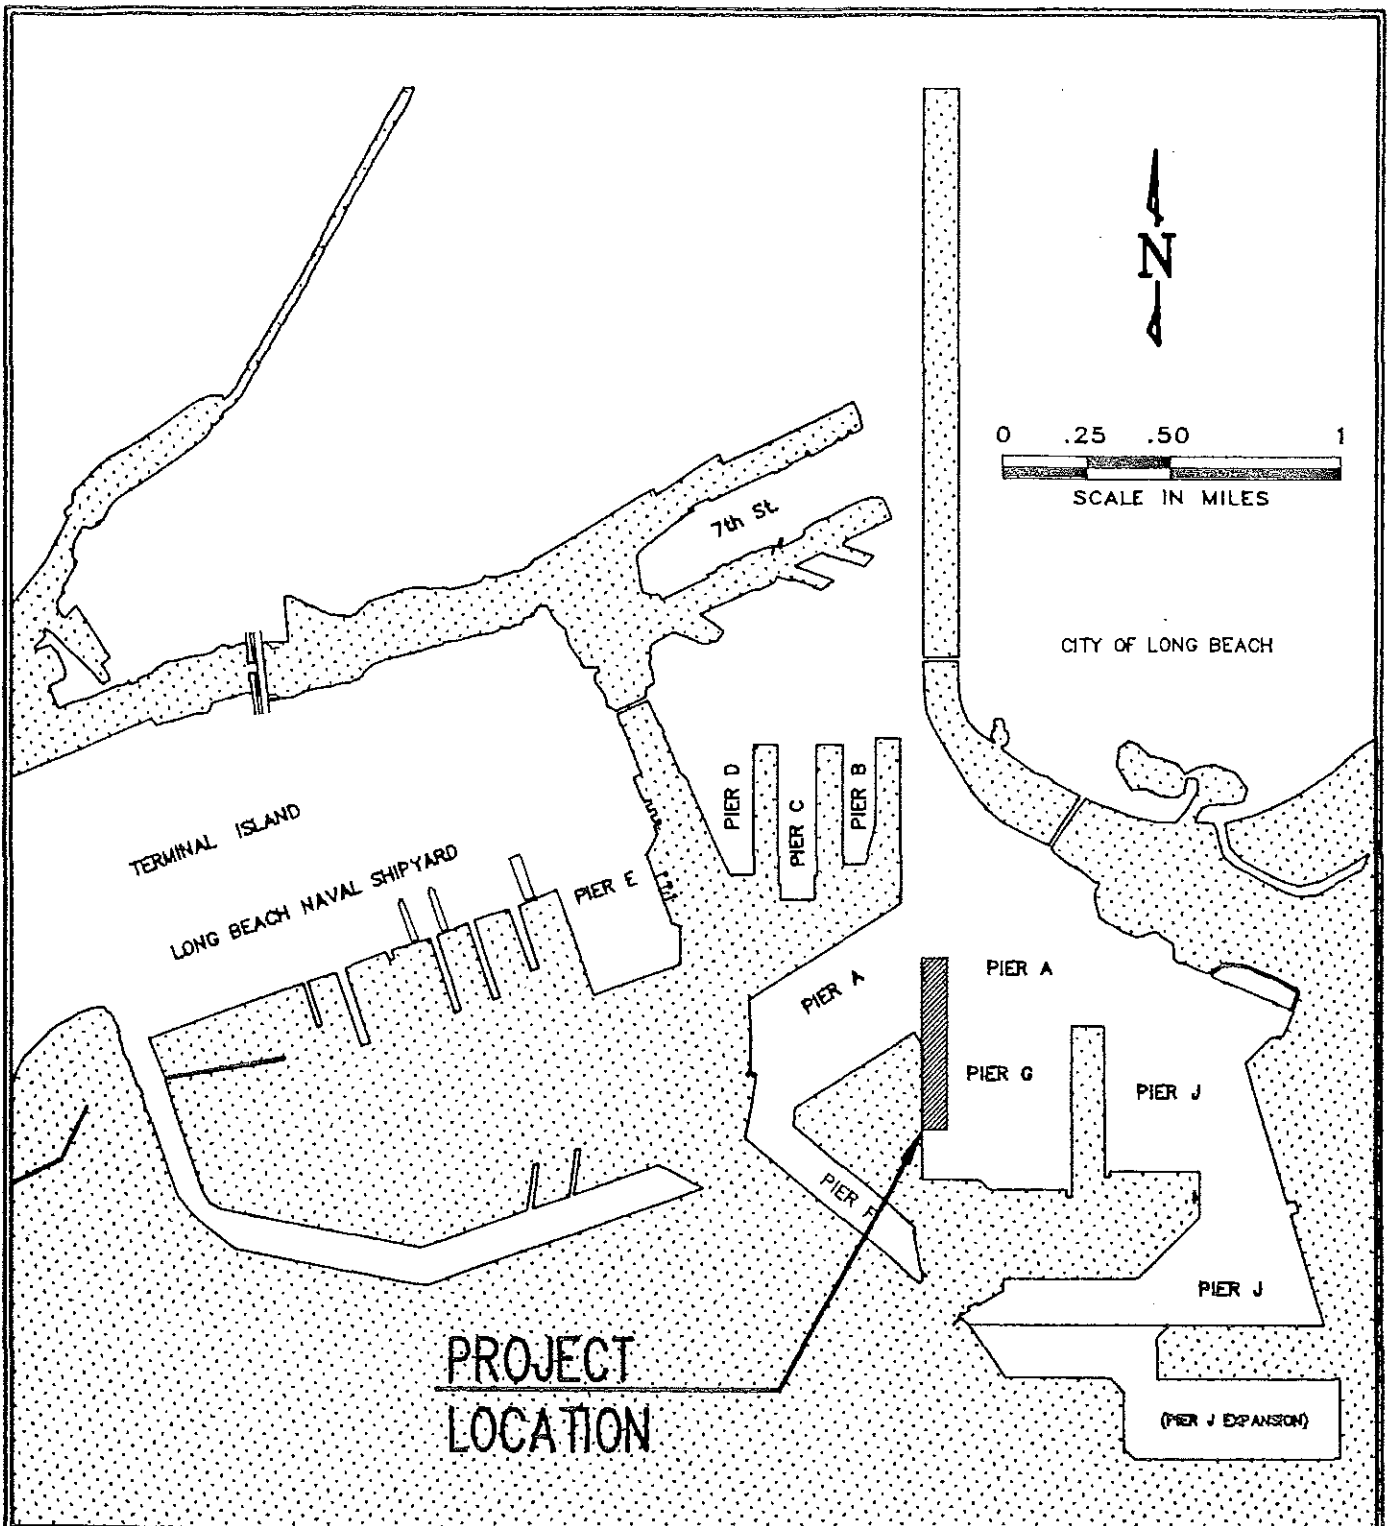 N
0 .25 .50 1
SCALE IN MILES
7th St.
CITY OF LONG BEACH
PIER D
PIER C
PIER B
TERMINAL ISLAND
LONG BEACH NAVAL SHIPYARD
PIER E
PIER A
PIER A
PIER G
PIER J
PIER F
PIER J
PROJECT
LOCATION
(PIER J EXPANSION)